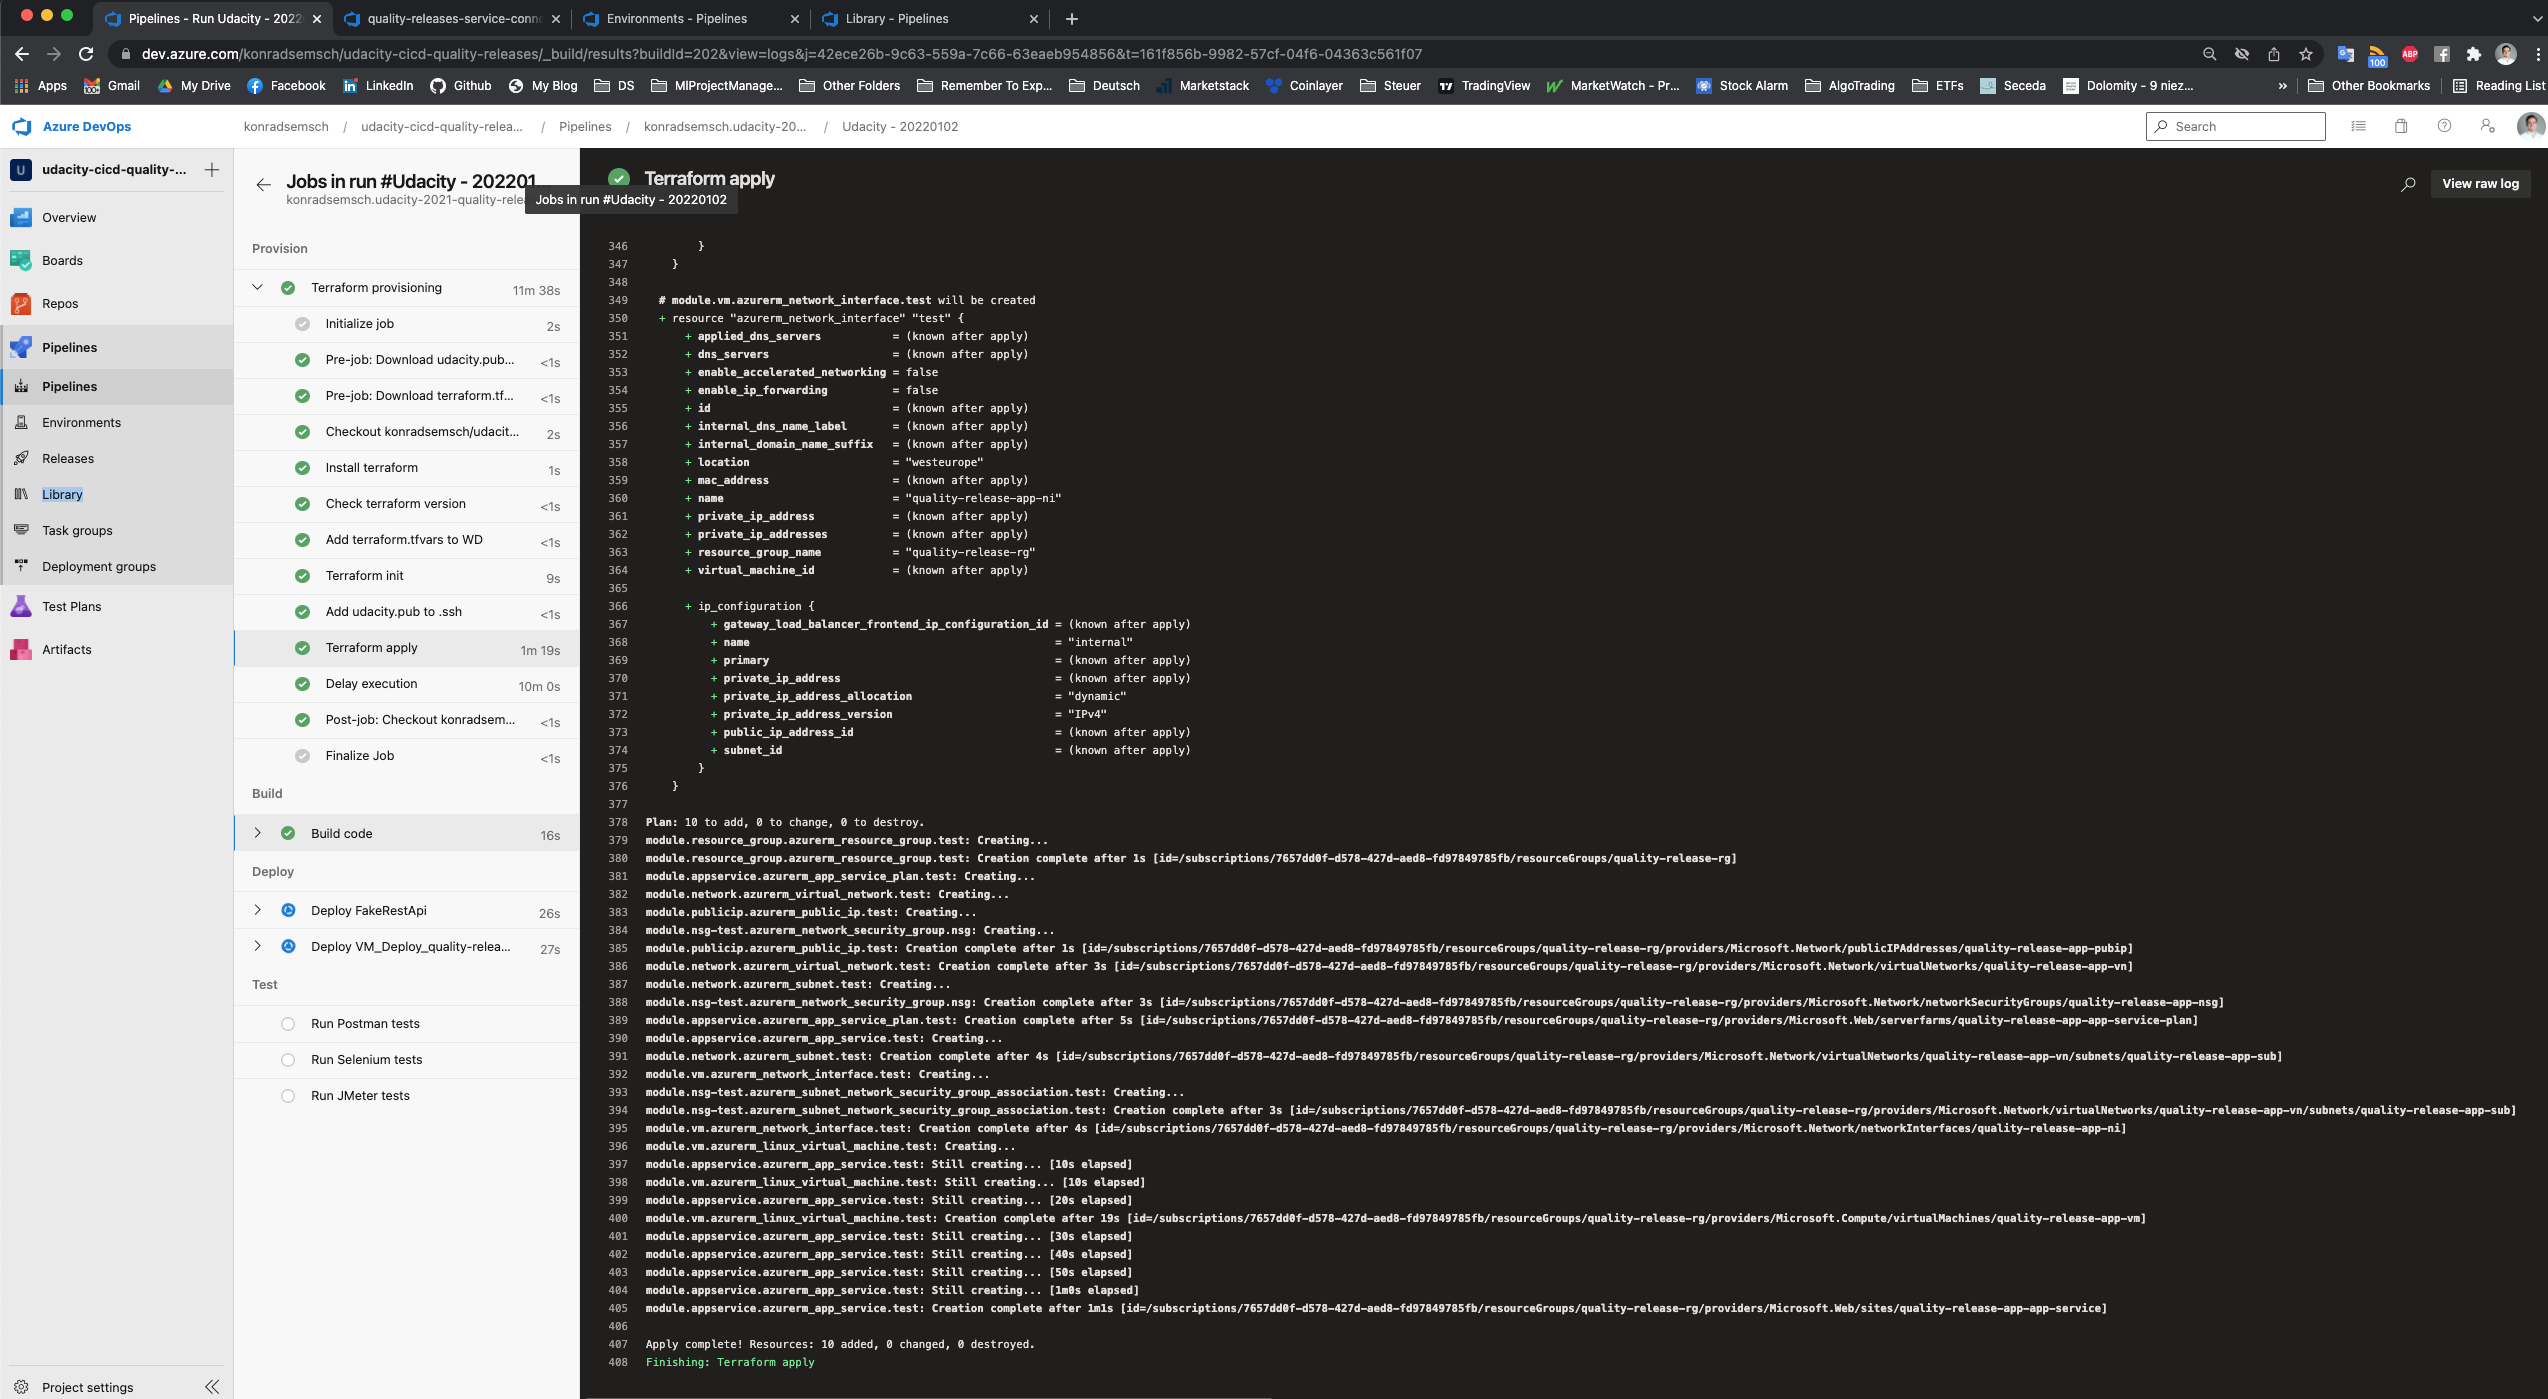 Pipelines - Run Udacity - 2022
quality-releases-service-conne
Environments - Pipelines
Library - Pipelines
dev.azure.com/konradsemsch/udacity-cicd-quality-releases/_build/results?buildId=202&view=logs&j=42ece26b-9c63-559a-7c66-63eaeb954856&t=161f856b-9982-57cf-04f6-04363c561f07
100
ABP
Apps
Gmail
My Drive
Facebook
LinkedIn
Github
My Blog
DS
MIProjectManage...
Other Folders
Remember To Exp...
Deutsch
Marketstack
Coinlayer
Steuer
TradingView
MarketWatch - Pr...
Stock Alarm
AlgoTrading
ETFs
Seceda
Dolomity - 9 niez...
»
Other Bookmarks
Reading List
Azure DevOps
konradsemsch / udacity-cicd-quality-relea... / Pipelines / konradsemsch.udacity-20... / Udacity - 20220102
Search
U
udacity-cicd-quality-...
Overview
Boards
Repos
Pipelines
Pipelines
Environments
Releases
Library
Task groups
Deployment groups
Test Plans
Artifacts
Project settings
Jobs in run #Udacity - 202201...
konradsemsch.udacity-2021-quality-rele
Jobs in run #Udacity - 20220102
Provision
Terraform provisioning 11m 38s
Initialize job 2s
Pre-job: Download udacity.pub... <1s
Pre-job: Download terraform.tf... <1s
Checkout konradsemsch/udacit... 2s
Install terraform 1s
Check terraform version <1s
Add terraform.tfvars to WD <1s
Terraform init 9s
Add udacity.pub to .ssh <1s
Terraform apply 1m 19s
Delay execution 10m 0s
Post-job: Checkout konradsem... <1s
Finalize Job <1s
Build
Build code 16s
Deploy
Deploy FakeRestApi 26s
Deploy VM_Deploy_quality-relea... 27s
Test
Run Postman tests
Run Selenium tests
Run JMeter tests
Terraform apply
View raw log
346 }
347 }
348
349 # module.vm.azurerm_network_interface.test will be created
350 + resource "azurerm_network_interface" "test" {
351 + applied_dns_servers = (known after apply)
352 + dns_servers = (known after apply)
353 + enable_accelerated_networking = false
354 + enable_ip_forwarding = false
355 + id = (known after apply)
356 + internal_dns_name_label = (known after apply)
357 + internal_domain_name_suffix = (known after apply)
358 + location = "westeurope"
359 + mac_address = (known after apply)
360 + name = "quality-release-app-ni"
361 + private_ip_address = (known after apply)
362 + private_ip_addresses = (known after apply)
363 + resource_group_name = "quality-release-rg"
364 + virtual_machine_id = (known after apply)
365
366 + ip_configuration {
367 + gateway_load_balancer_frontend_ip_configuration_id = (known after apply)
368 + name = "internal"
369 + primary = (known after apply)
370 + private_ip_address = (known after apply)
371 + private_ip_address_allocation = "dynamic"
372 + private_ip_address_version = "IPv4"
373 + public_ip_address_id = (known after apply)
374 + subnet_id = (known after apply)
375 }
376 }
377
378 Plan: 10 to add, 0 to change, 0 to destroy.
379 module.resource_group.azurerm_resource_group.test: Creating...
380 module.resource_group.azurerm_resource_group.test: Creation complete after 1s [id=/subscriptions/7657dd0f-d578-427d-aed8-fd97849785fb/resourceGroups/quality-release-rg]
381 module.appservice.azurerm_app_service_plan.test: Creating...
382 module.network.azurerm_virtual_network.test: Creating...
383 module.publicip.azurerm_public_ip.test: Creating...
384 module.nsg-test.azurerm_network_security_group.nsg: Creating...
385 module.publicip.azurerm_public_ip.test: Creation complete after 1s [id=/subscriptions/7657dd0f-d578-427d-aed8-fd97849785fb/resourceGroups/quality-release-rg/providers/Microsoft.Network/publicIPAddresses/quality-release-app-pubip]
386 module.network.azurerm_virtual_network.test: Creation complete after 3s [id=/subscriptions/7657dd0f-d578-427d-aed8-fd97849785fb/resourceGroups/quality-release-rg/providers/Microsoft.Network/virtualNetworks/quality-release-app-vn]
387 module.network.azurerm_subnet.test: Creating...
388 module.nsg-test.azurerm_network_security_group.nsg: Creation complete after 3s [id=/subscriptions/7657dd0f-d578-427d-aed8-fd97849785fb/resourceGroups/quality-release-rg/providers/Microsoft.Network/networkSecurityGroups/quality-release-app-nsg]
389 module.appservice.azurerm_app_service_plan.test: Creation complete after 5s [id=/subscriptions/7657dd0f-d578-427d-aed8-fd97849785fb/resourceGroups/quality-release-rg/providers/Microsoft.Web/serverfarms/quality-release-app-app-service-plan]
390 module.appservice.azurerm_app_service.test: Creating...
391 module.network.azurerm_subnet.test: Creation complete after 4s [id=/subscriptions/7657dd0f-d578-427d-aed8-fd97849785fb/resourceGroups/quality-release-rg/providers/Microsoft.Network/virtualNetworks/quality-release-app-vn/subnets/quality-release-app-sub]
392 module.vm.azurerm_network_interface.test: Creating...
393 module.nsg-test.azurerm_subnet_network_security_group_association.test: Creating...
394 module.nsg-test.azurerm_subnet_network_security_group_association.test: Creation complete after 3s [id=/subscriptions/7657dd0f-d578-427d-aed8-fd97849785fb/resourceGroups/quality-release-rg/providers/Microsoft.Network/virtualNetworks/quality-release-app-vn/subnets/quality-release-app-sub]
395 module.vm.azurerm_network_interface.test: Creation complete after 4s [id=/subscriptions/7657dd0f-d578-427d-aed8-fd97849785fb/resourceGroups/quality-release-rg/providers/Microsoft.Network/networkInterfaces/quality-release-app-ni]
396 module.vm.azurerm_linux_virtual_machine.test: Creating...
397 module.appservice.azurerm_app_service.test: Still creating... [10s elapsed]
398 module.vm.azurerm_linux_virtual_machine.test: Still creating... [10s elapsed]
399 module.appservice.azurerm_app_service.test: Still creating... [20s elapsed]
400 module.vm.azurerm_linux_virtual_machine.test: Creation complete after 19s [id=/subscriptions/7657dd0f-d578-427d-aed8-fd97849785fb/resourceGroups/quality-release-rg/providers/Microsoft.Compute/virtualMachines/quality-release-app-vm]
401 module.appservice.azurerm_app_service.test: Still creating... [30s elapsed]
402 module.appservice.azurerm_app_service.test: Still creating... [40s elapsed]
403 module.appservice.azurerm_app_service.test: Still creating... [50s elapsed]
404 module.appservice.azurerm_app_service.test: Still creating... [1m0s elapsed]
405 module.appservice.azurerm_app_service.test: Creation complete after 1m1s [id=/subscriptions/7657dd0f-d578-427d-aed8-fd97849785fb/resourceGroups/quality-release-rg/providers/Microsoft.Web/sites/quality-release-app-app-service]
406
407 Apply complete! Resources: 10 added, 0 changed, 0 destroyed.
408 Finishing: Terraform apply